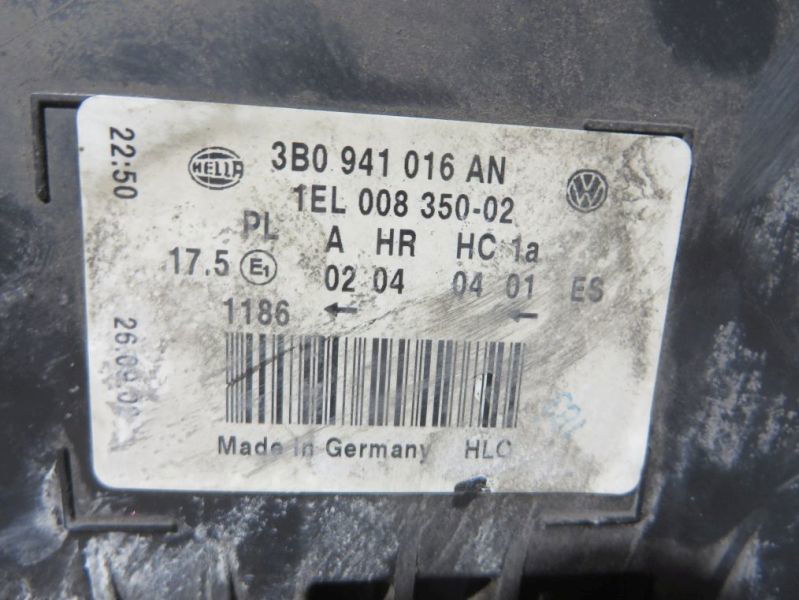 22:50
HELLA
3B0 941 016 AN
1EL 008 350-02
PL A HR HC 1a
17.5 E1 02 04 04 01 ES
1186
Made in Germany HLO